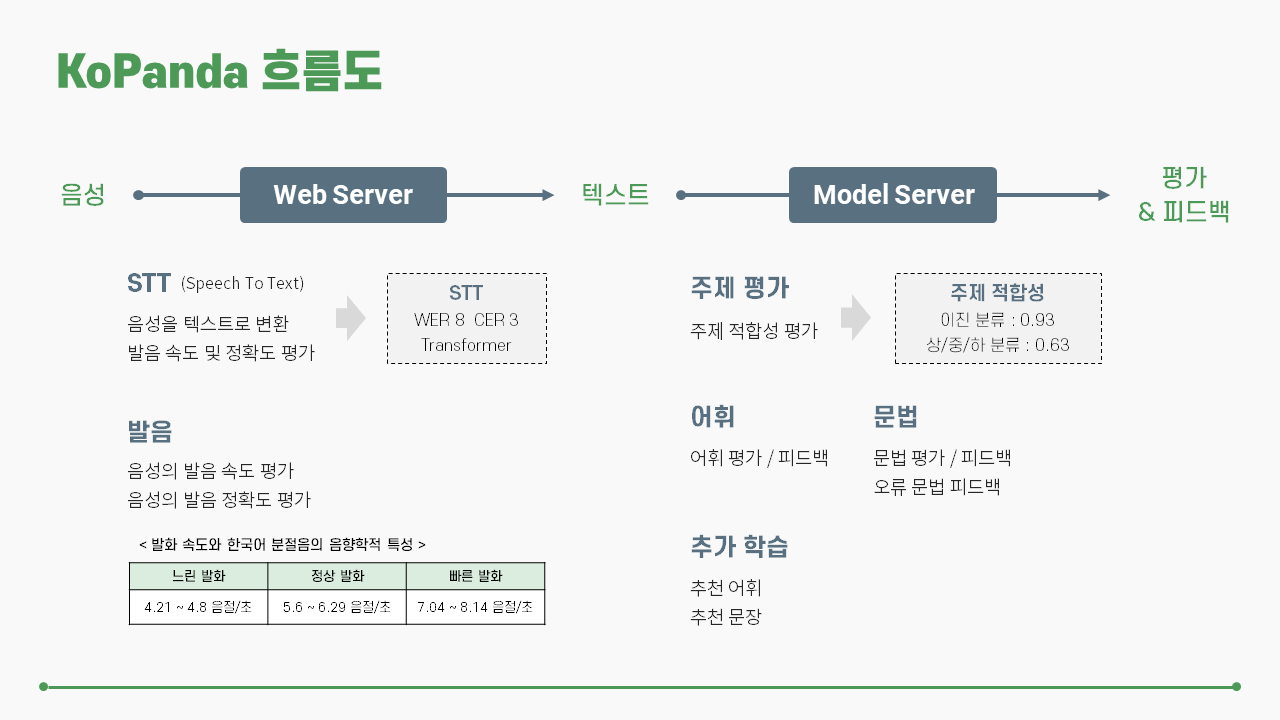 KoPanda 흐름도
음성
Web Server
텍스트
Model Server
평가
& 피드백
STT (Speech To Text)
음성을 텍스트로 변환
발음 속도 및 정확도 평가
STT
WER 8 CER 3
Transformer
발음
음성의 발음 속도 평가
음성의 발음 정확도 평가
< 발화 속도와 한국어 분절음의 음향학적 특성 >
느린 발화 정상 발화 빠른 발화
4.21 ~ 4.8 음절/초 5.6 ~ 6.29 음절/초 7.04 ~ 8.14 음절/초
주제 평가
주제 적합성 평가
주제 적합성
이진 분류 : 0.93
상/중/하 분류 : 0.63
어휘
어휘 평가 / 피드백
문법
문법 평가 / 피드백
오류 문법 피드백
추가 학습
추천 어휘
추천 문장